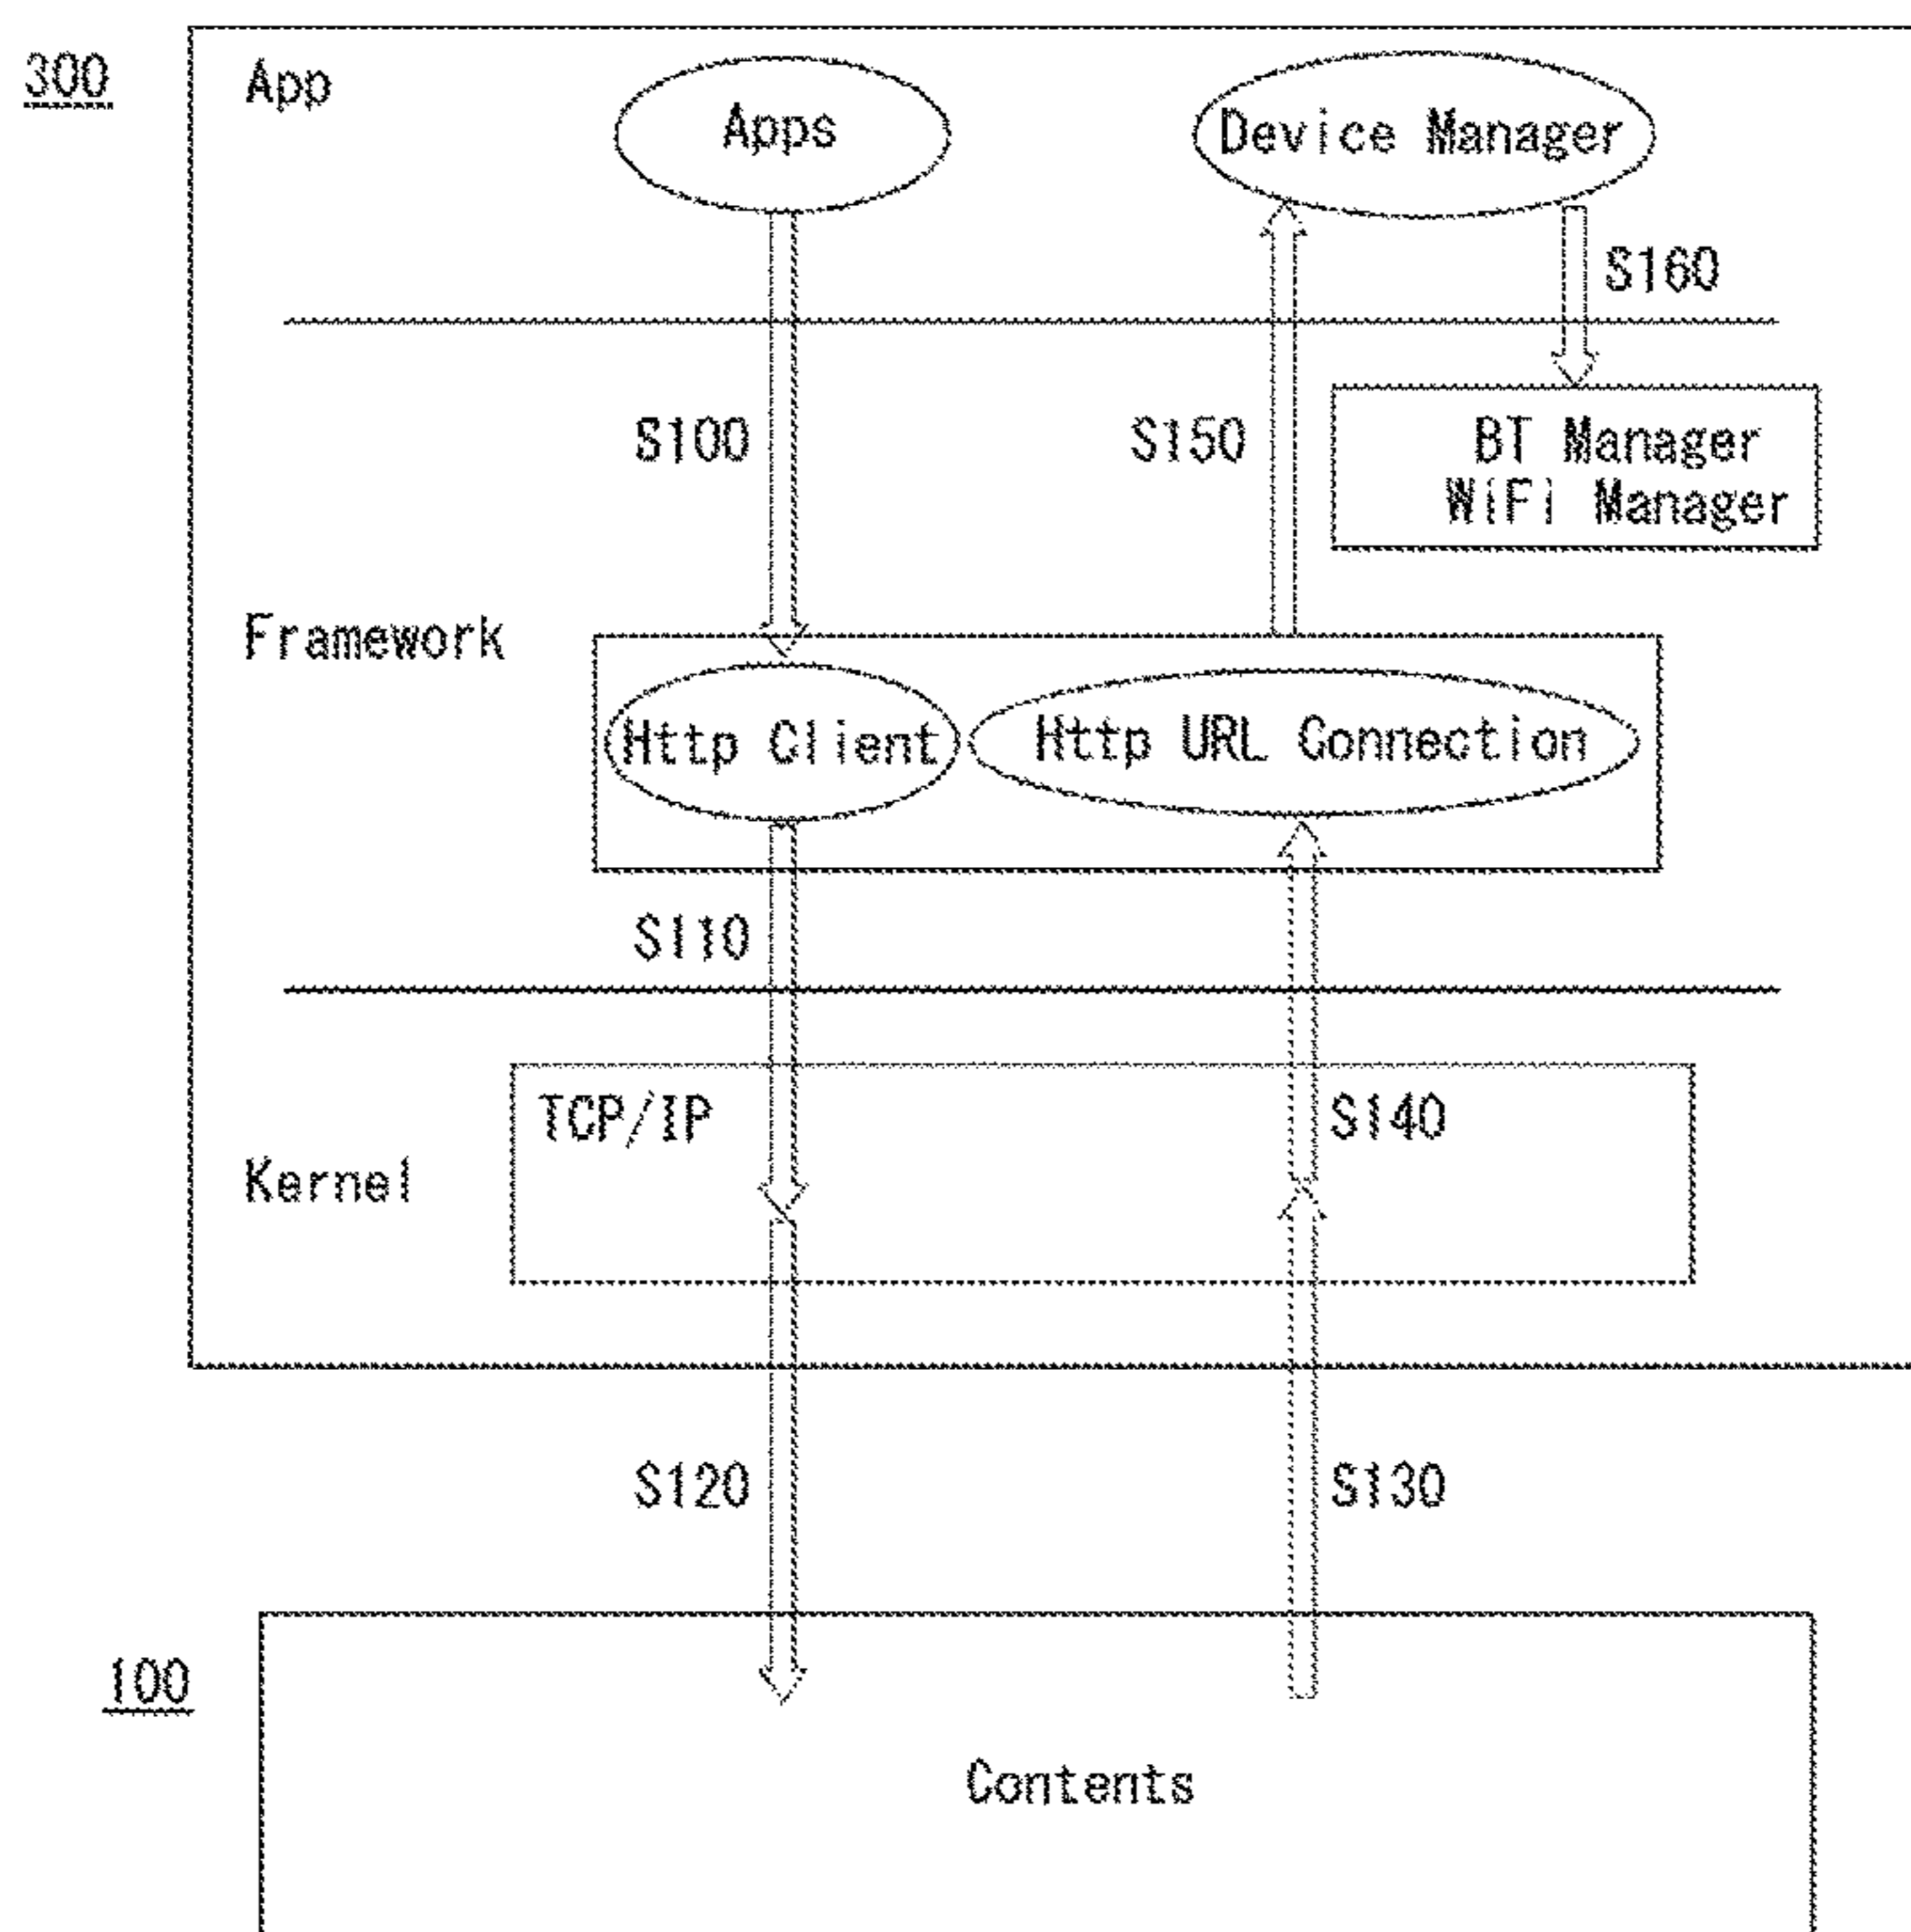 300
App
Apps
Device Manager
S160
S100
S150
BT Manager
WiFi Manager
Framework
Http Client
Http URL Connection
S110
TCP/IP
S140
Kernel
S120
S130
100
Contents